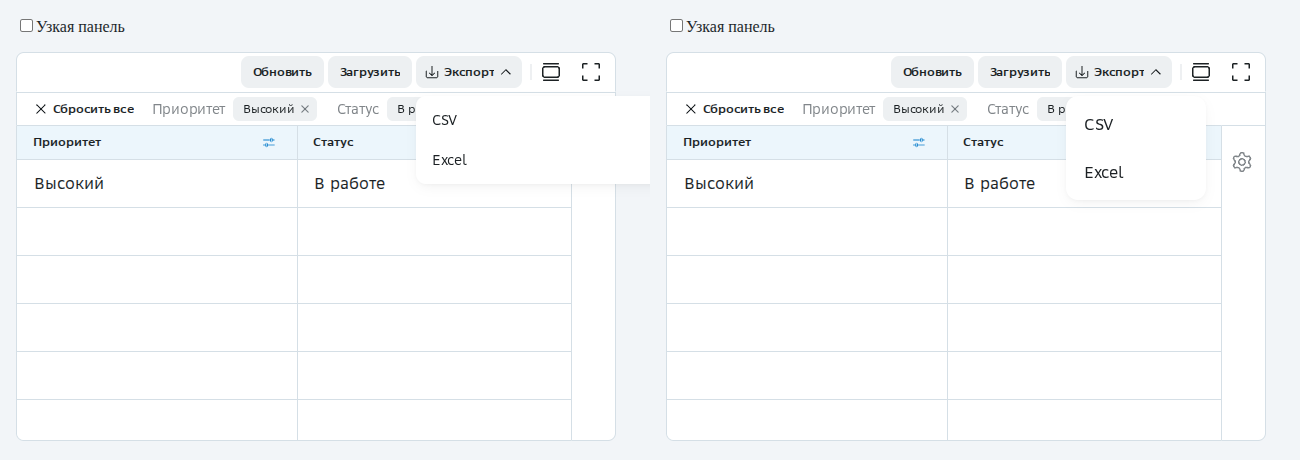 Узкая панель
Обновить Загрузить Экспорт
Сбросить все Приоритет Высокий Статус
CSV
Приоритет Статус
Excel
Высокий В работе
Узкая панель
Обновить Загрузить Экспорт
Сбросить все Приоритет Высокий Статус
CSV
Приоритет Статус
Excel
Высокий В работе